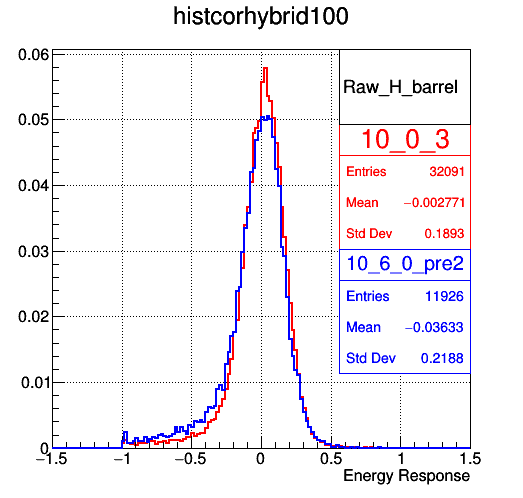 histcorhybrid100
Raw_H_barrel
10_0_3
Entries 32091
Mean −0.002771
Std Dev 0.1893
10_6_0_pre2
Entries 11926
Mean −0.03633
Std Dev 0.2188
0.06
0.05
0.04
0.03
0.02
0.01
0
−1.5 −1 −0.5 0 0.5 1 1.5
Energy Response